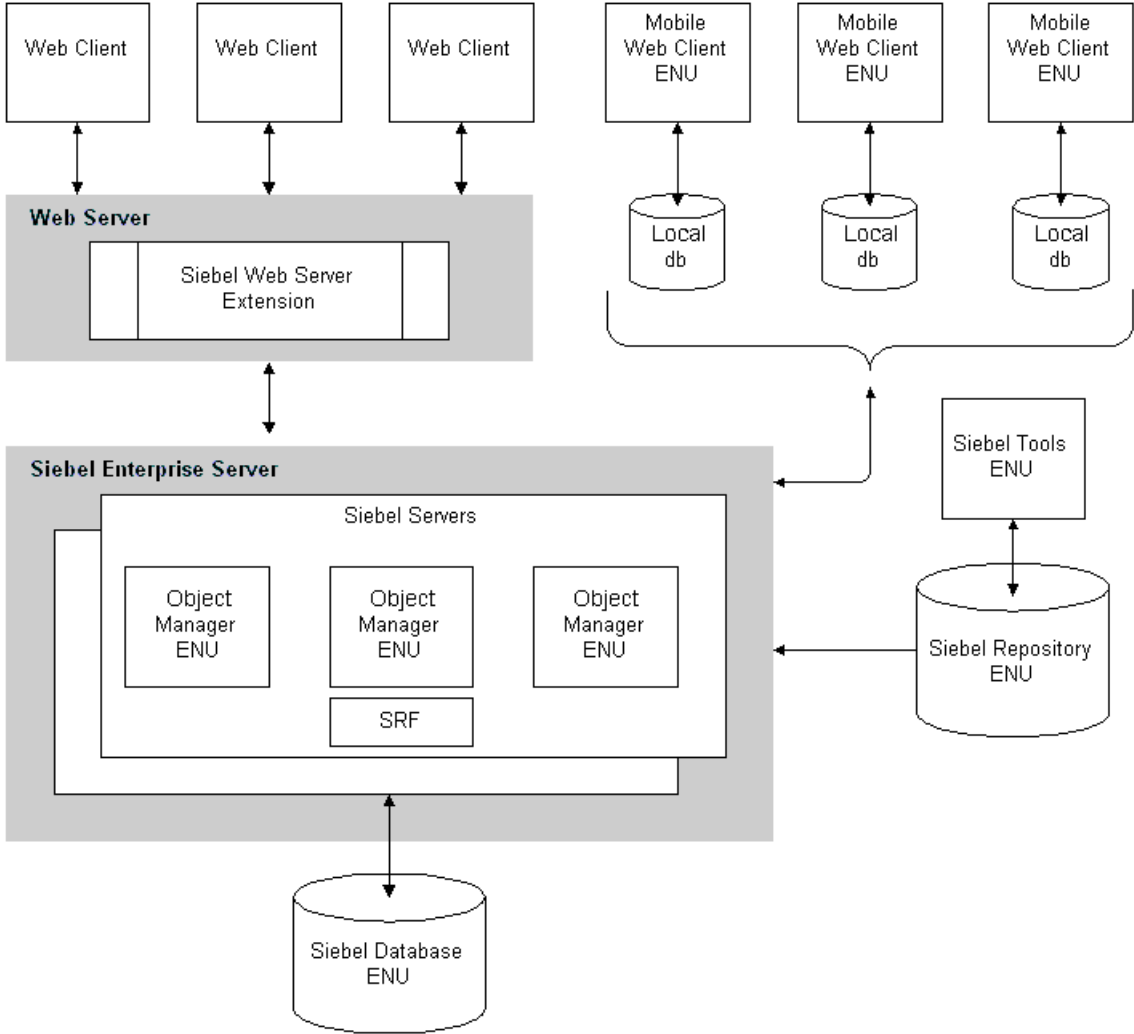 Web Client
Web Client
Web Client
Mobile
Web Client
ENU
Mobile
Web Client
ENU
Mobile
Web Client
ENU
Web Server
Siebel Web Server
Extension
Local
db
Local
db
Local
db
Siebel Enterprise Server
Siebel Servers
Object
Manager
ENU
Object
Manager
ENU
Object
Manager
ENU
SRF
Siebel Tools
ENU
Siebel Repository
ENU
Siebel Database
ENU